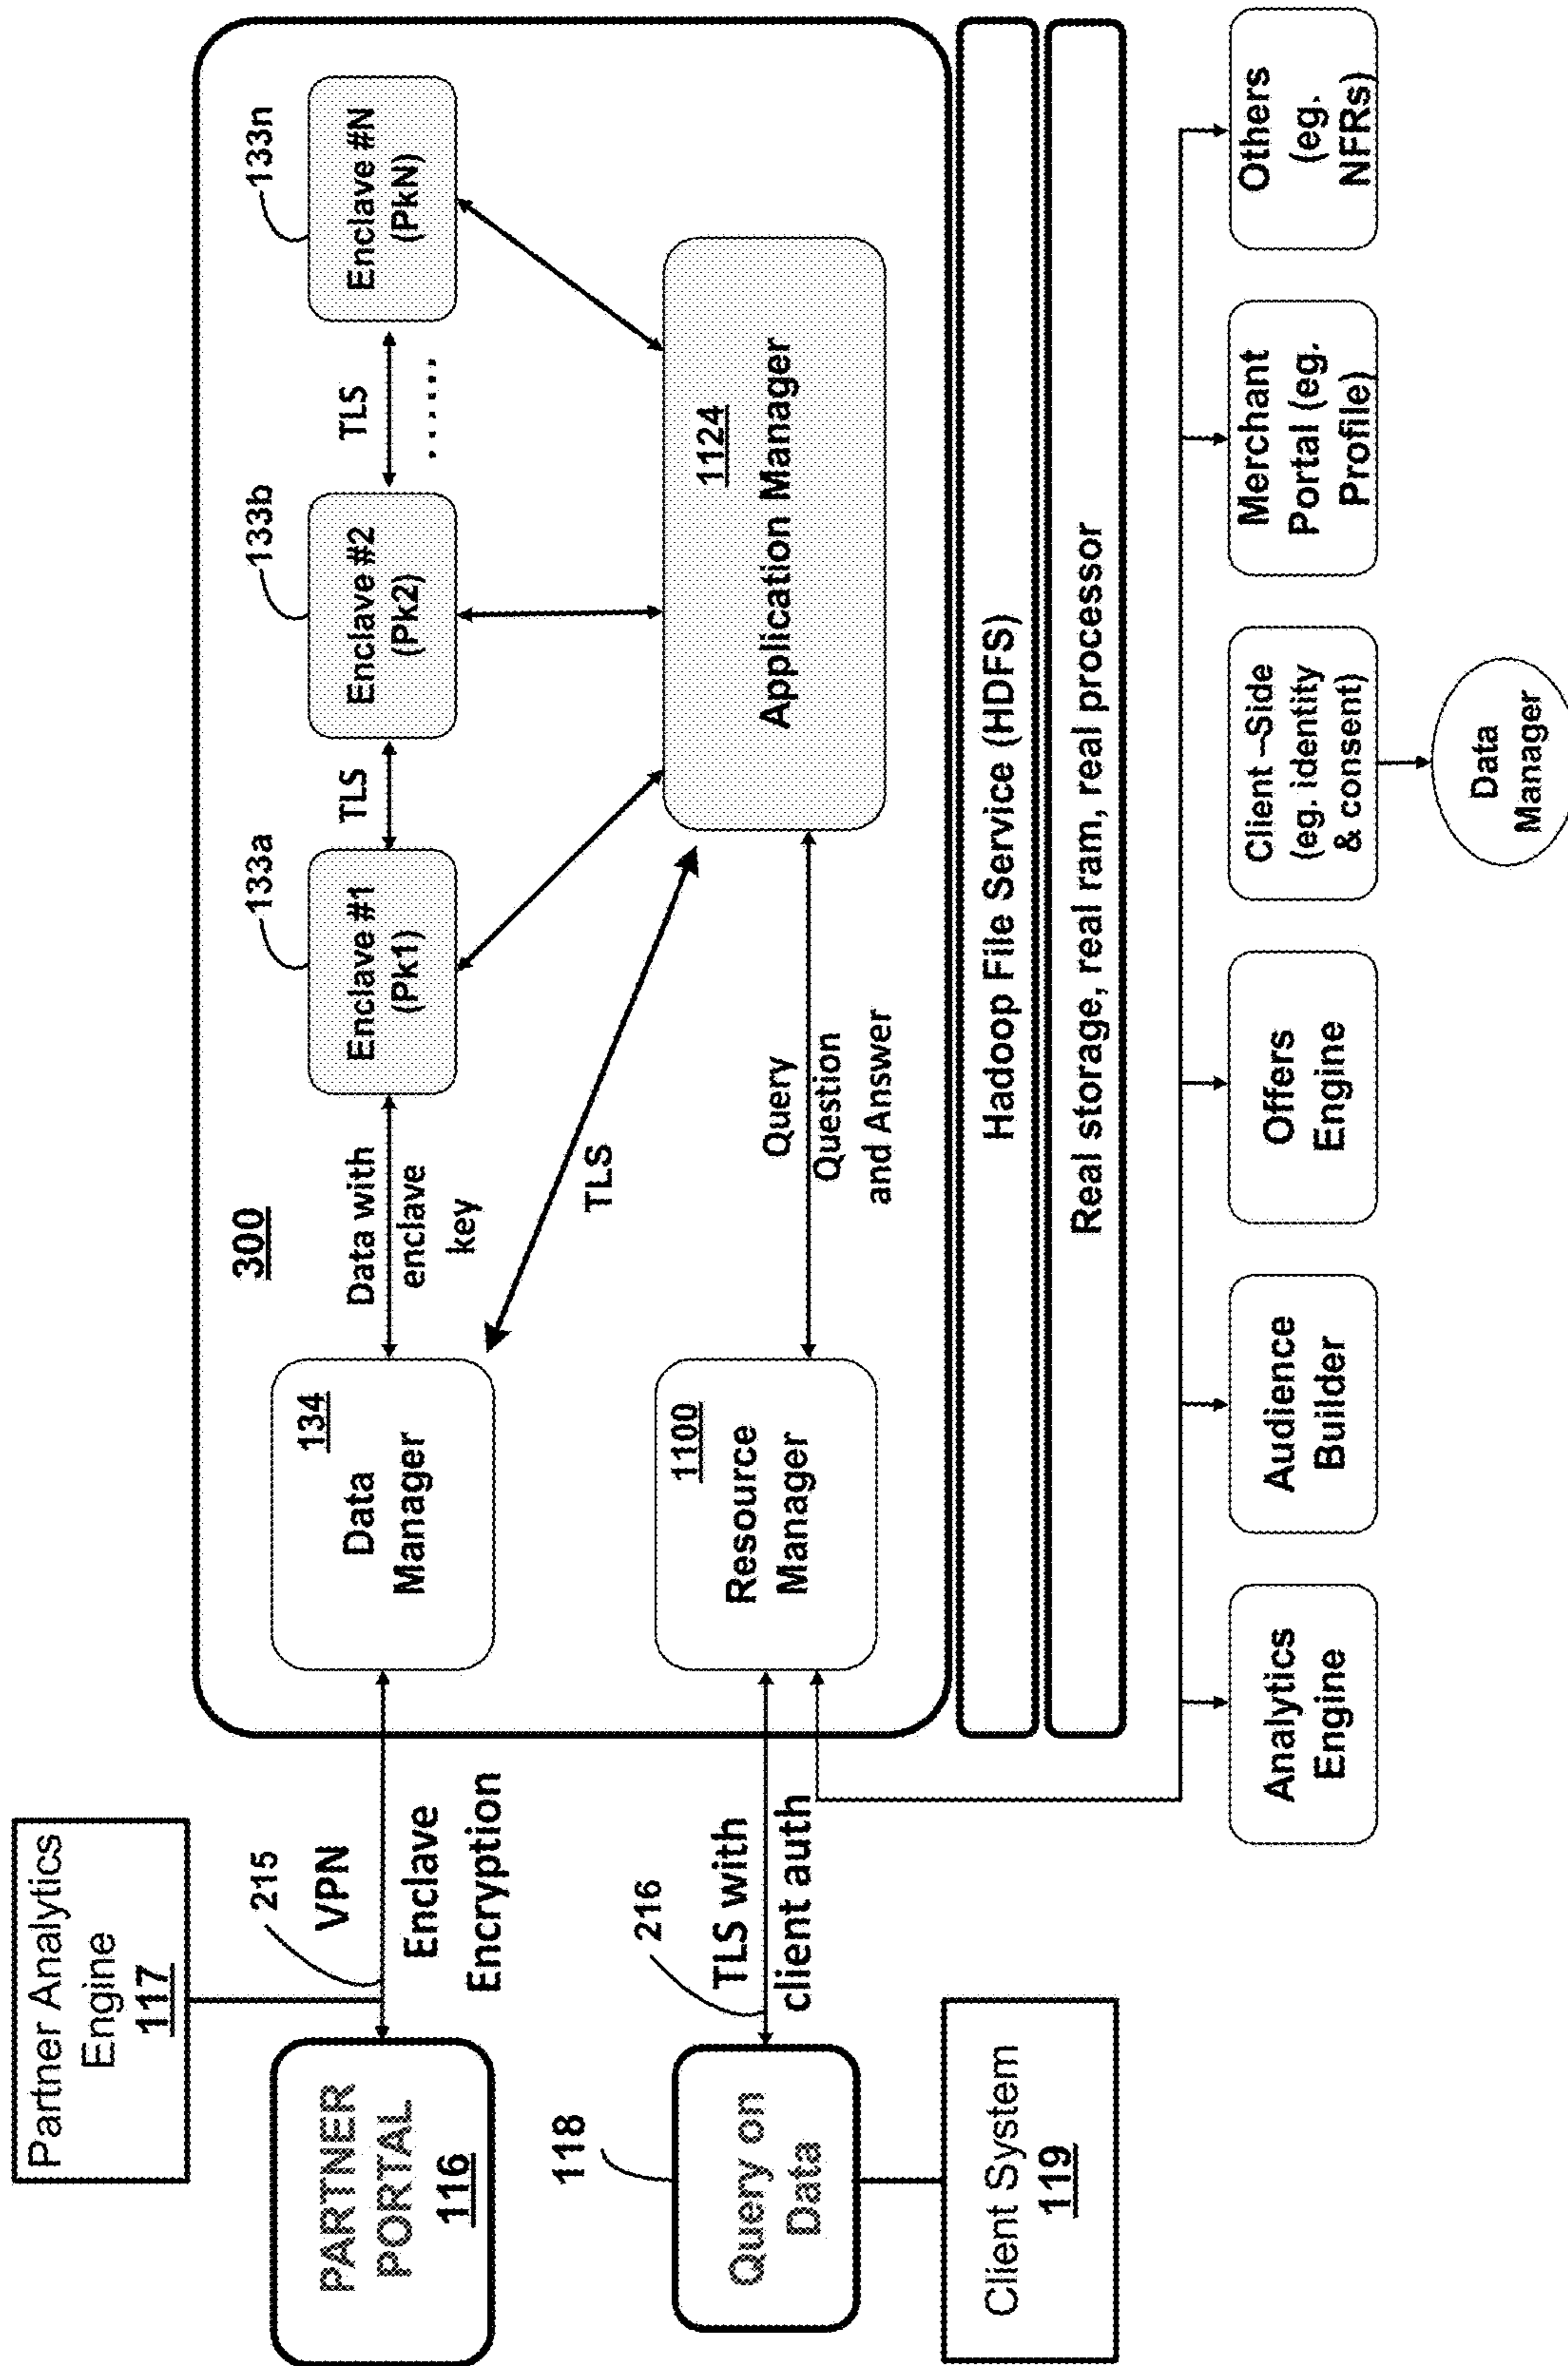 Partner Analytics
Engine
117
PARTNER
PORTAL
116
215
VPN
Enclave
Encryption
118
Query on
Data
216
TLS with
client auth
Client System
119
300
134
Data
Manager
Data with
enclave
key
133a
Enclave #1
(Pk1)
TLS
133b
Enclave #2
(Pk2)
TLS
......
133n
Enclave #N
(PkN)
TLS
1100
Resource
Manager
Query
Question
and Answer
1124
Application Manager
Hadoop File Service (HDFS)
Real storage, real ram, real processor
Analytics
Engine
Audience
Builder
Offers
Engine
Client –Side
(eg. identity
& consent)
Merchant
Portal (eg.
Profile)
Others
(eg.
NFRs)
Data
Manager